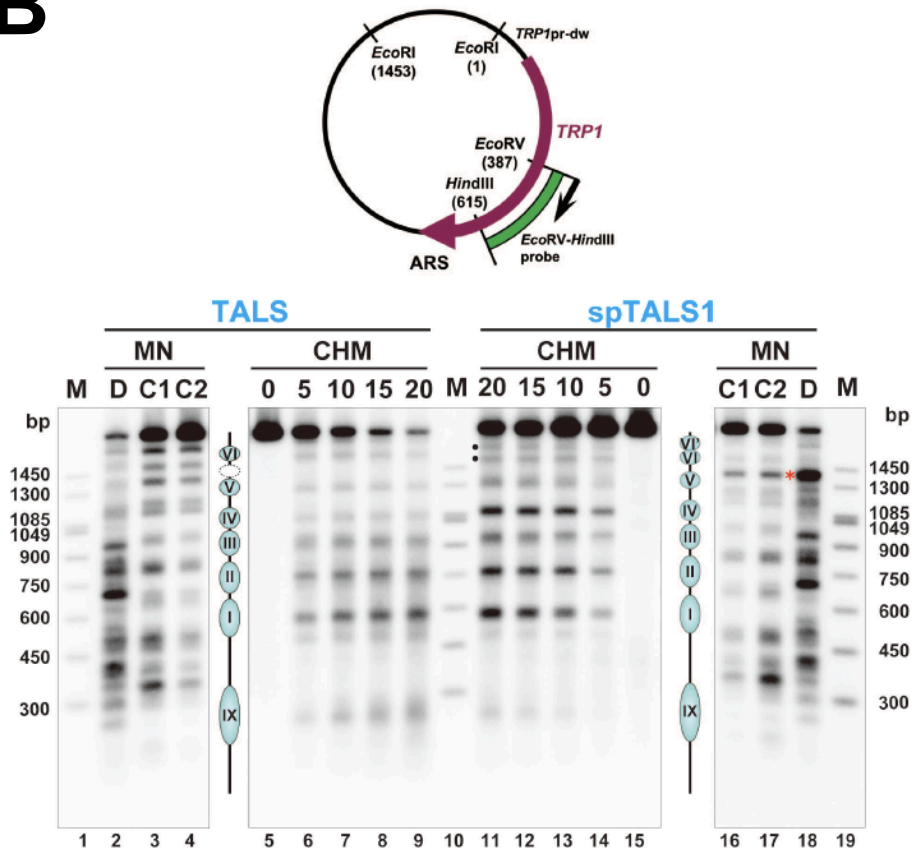 B
EcoRI
(1453)
EcoRI
(1)
TRP1pr-dw
TRP1
EcoRV
(387)
HindIII
(615)
EcoRV-HindIII
probe
ARS
TALS spTALS1
MN CHM CHM MN
M D C1 C2 0 5 10 15 20 M 20 15 10 5 0 C1 C2 D M
bp
1450
1300
1085
1049
900
750
600
450
300
VI
V
IV
III
II
I
IX
VI'
VI
V
IV
III
II
I
IX
*
bp
1450
1300
1085
1049
900
750
600
450
300
1 2 3 4 5 6 7 8 9 10 11 12 13 14 15 16 17 18 19